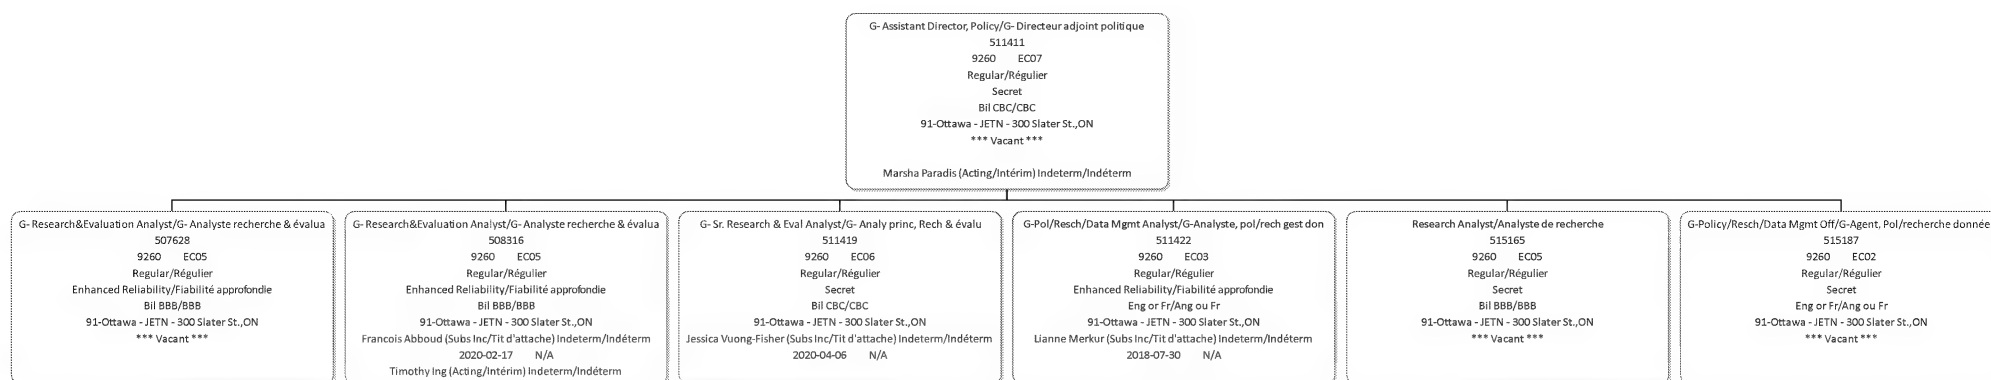 G- Assistant Director, Policy/G- Directeur adjoint politique
511411
9260 EC07
Regular/Régulier
Secret
Bil CBC/CBC
91-Ottawa - JETN - 300 Slater St.,ON
*** Vacant ***
Marsha Paradis (Acting/Intérim) Indeterm/Indéterm
G- Research&Evaluation Analyst/G- Analyste recherche & évalua
507628
9260 EC05
Regular/Régulier
Enhanced Reliability/Fiabilité approfondie
Bil BBB/BBB
91-Ottawa - JETN - 300 Slater St.,ON
*** Vacant ***
G- Research&Evaluation Analyst/G- Analyste recherche & évalua
508316
9260 EC05
Regular/Régulier
Enhanced Reliability/Fiabilité approfondie
Bil BBB/BBB
91-Ottawa - JETN - 300 Slater St.,ON
Francois Abboud (Subs Inc/Tit d'attache) Indeterm/Indéterm
2020-02-17 N/A
Timothy Ing (Acting/Intérim) Indeterm/Indéterm
G- Sr. Research & Eval Analyst/G- Analy princ, Rech & évalu
511419
9260 EC06
Regular/Régulier
Secret
Bil CBC/CBC
91-Ottawa - JETN - 300 Slater St.,ON
Jessica Vuong-Fisher (Subs Inc/Tit d'attache) Indeterm/Indéterm
2020-04-06 N/A
G-Pol/Resch/Data Mgmt Analyst/G-Analyste, pol/rech gest don
511422
9260 EC03
Regular/Régulier
Enhanced Reliability/Fiabilité approfondie
Eng or Fr/Ang ou Fr
91-Ottawa - JETN - 300 Slater St.,ON
Lianne Merkur (Subs Inc/Tit d'attache) Indeterm/Indéterm
2018-07-30 N/A
Research Analyst/Analyste de recherche
515165
9260 EC05
Regular/Régulier
Secret
Bil BBB/BBB
91-Ottawa - JETN - 300 Slater St.,ON
*** Vacant ***
G-Policy/Resch/Data Mgmt Off/G-Agent, Pol/recherche donnée
515187
9260 EC02
Regular/Régulier
Secret
Eng or Fr/Ang ou Fr
91-Ottawa - JETN - 300 Slater St.,ON
*** Vacant ***